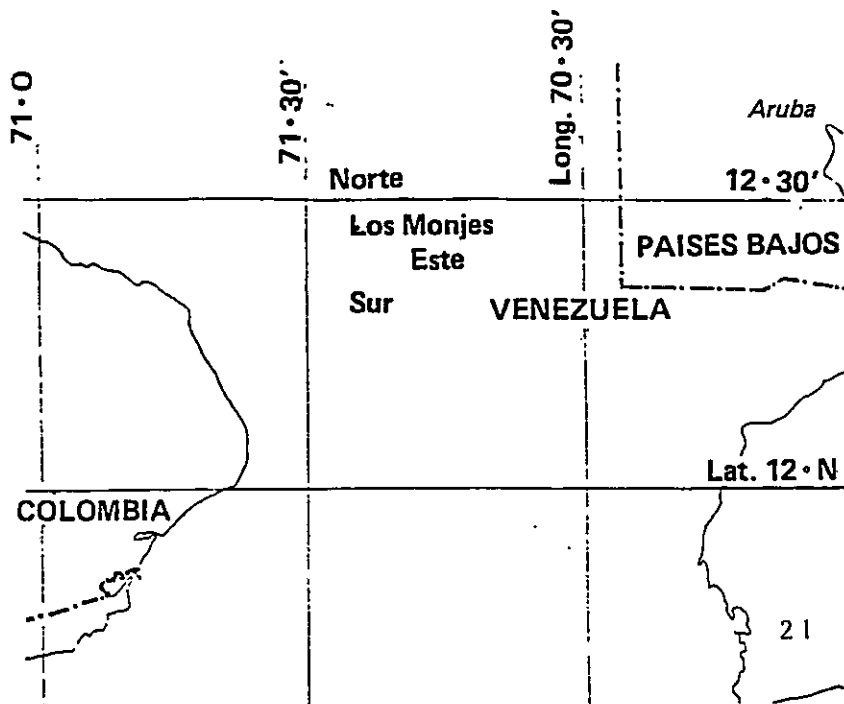 71·O
71·30'
Long. 70·30'
Aruba
Norte
12·30'
Los Monjes
Este
PAISES BAJOS
Sur
VENEZUELA
Lat. 12·N
COLOMBIA
21